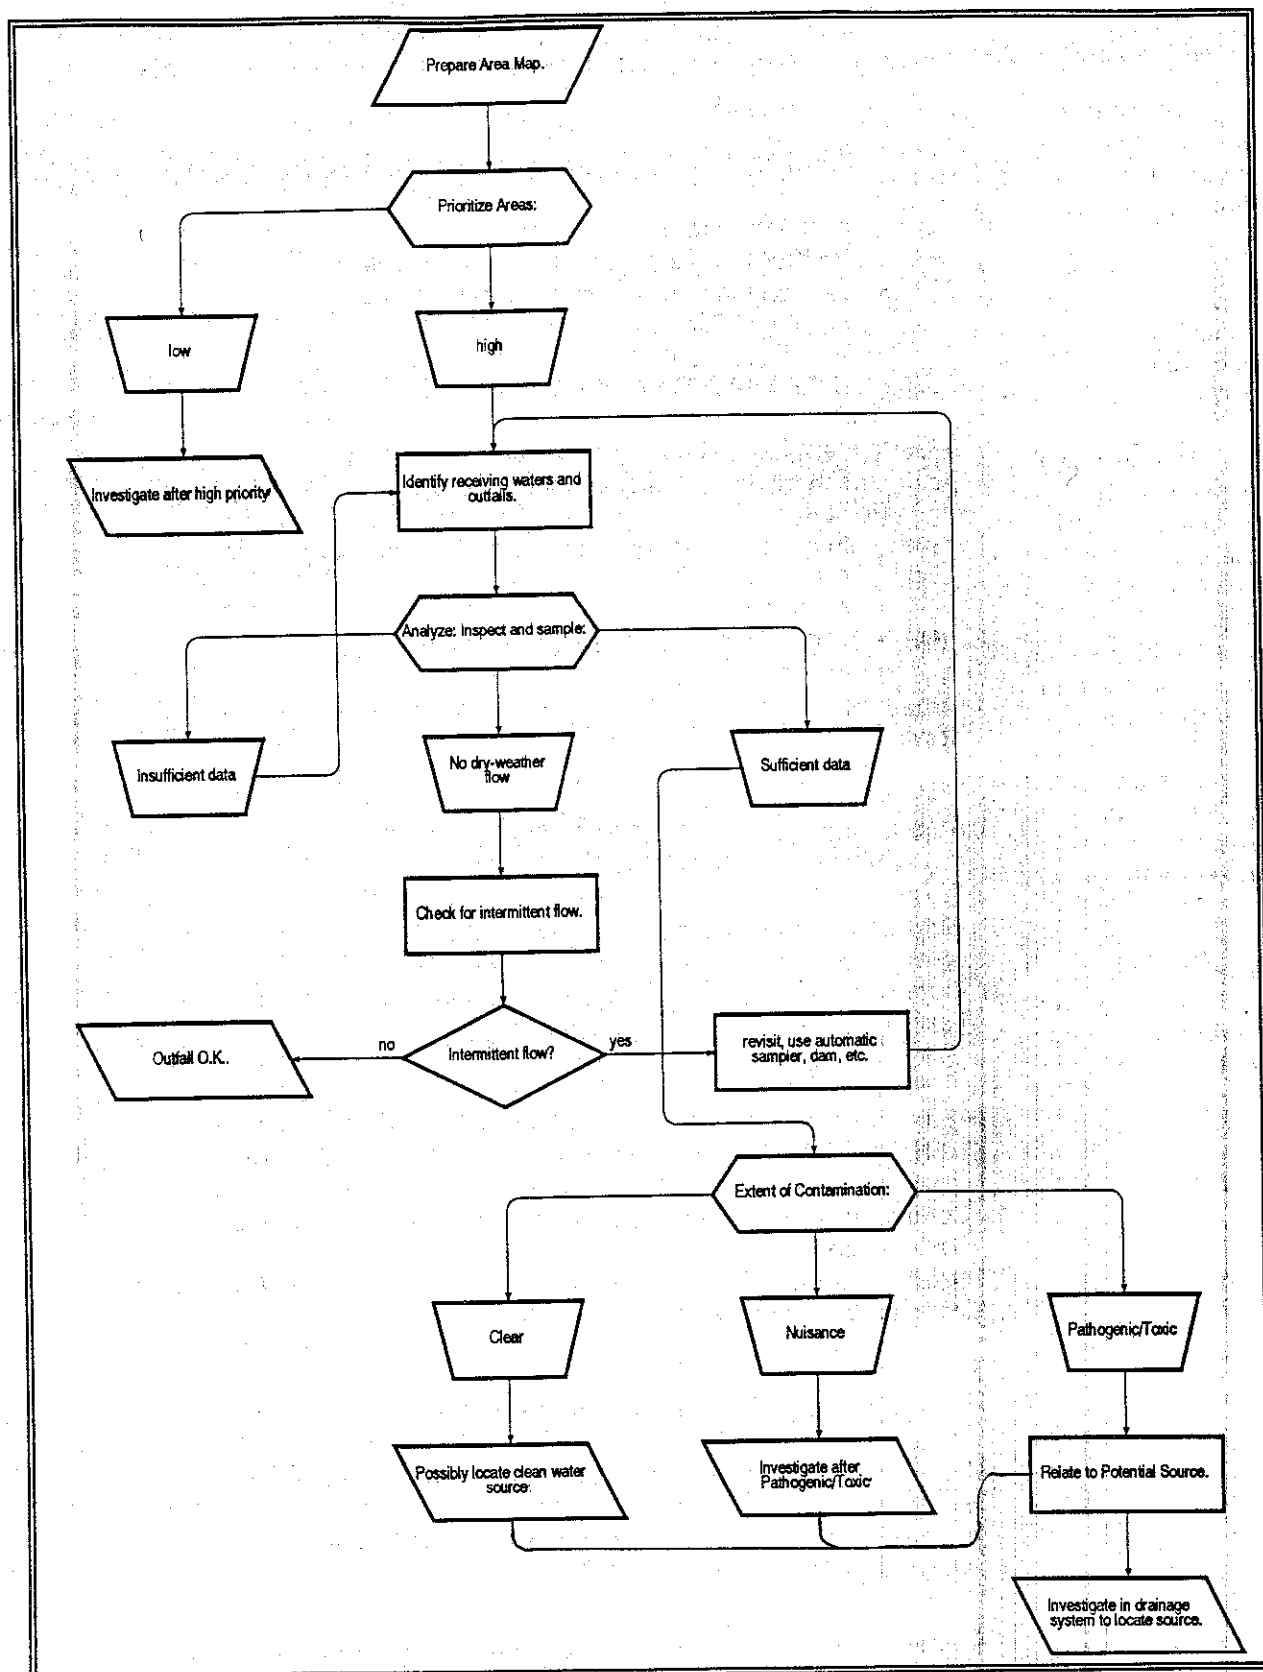 Prepare Area Map.
Prioritize Areas:
low
high
Investigate after high priority
Identify receiving waters and
outfalls.
Analyze: Inspect and sample:
Insufficient data
No dry-weather
flow
Sufficient data
Check for intermittent flow.
Outfall O.K.
no
Intermittent flow?
yes
revisit, use automatic
sampler, dam, etc.
Extent of Contamination:
Clear
Nuisance
Pathogenic/Toxic
Possibly locate clean water
source.
Investigate after
Pathogenic/Toxic
Relate to Potential Source.
Investigate in drainage
system to locate source.